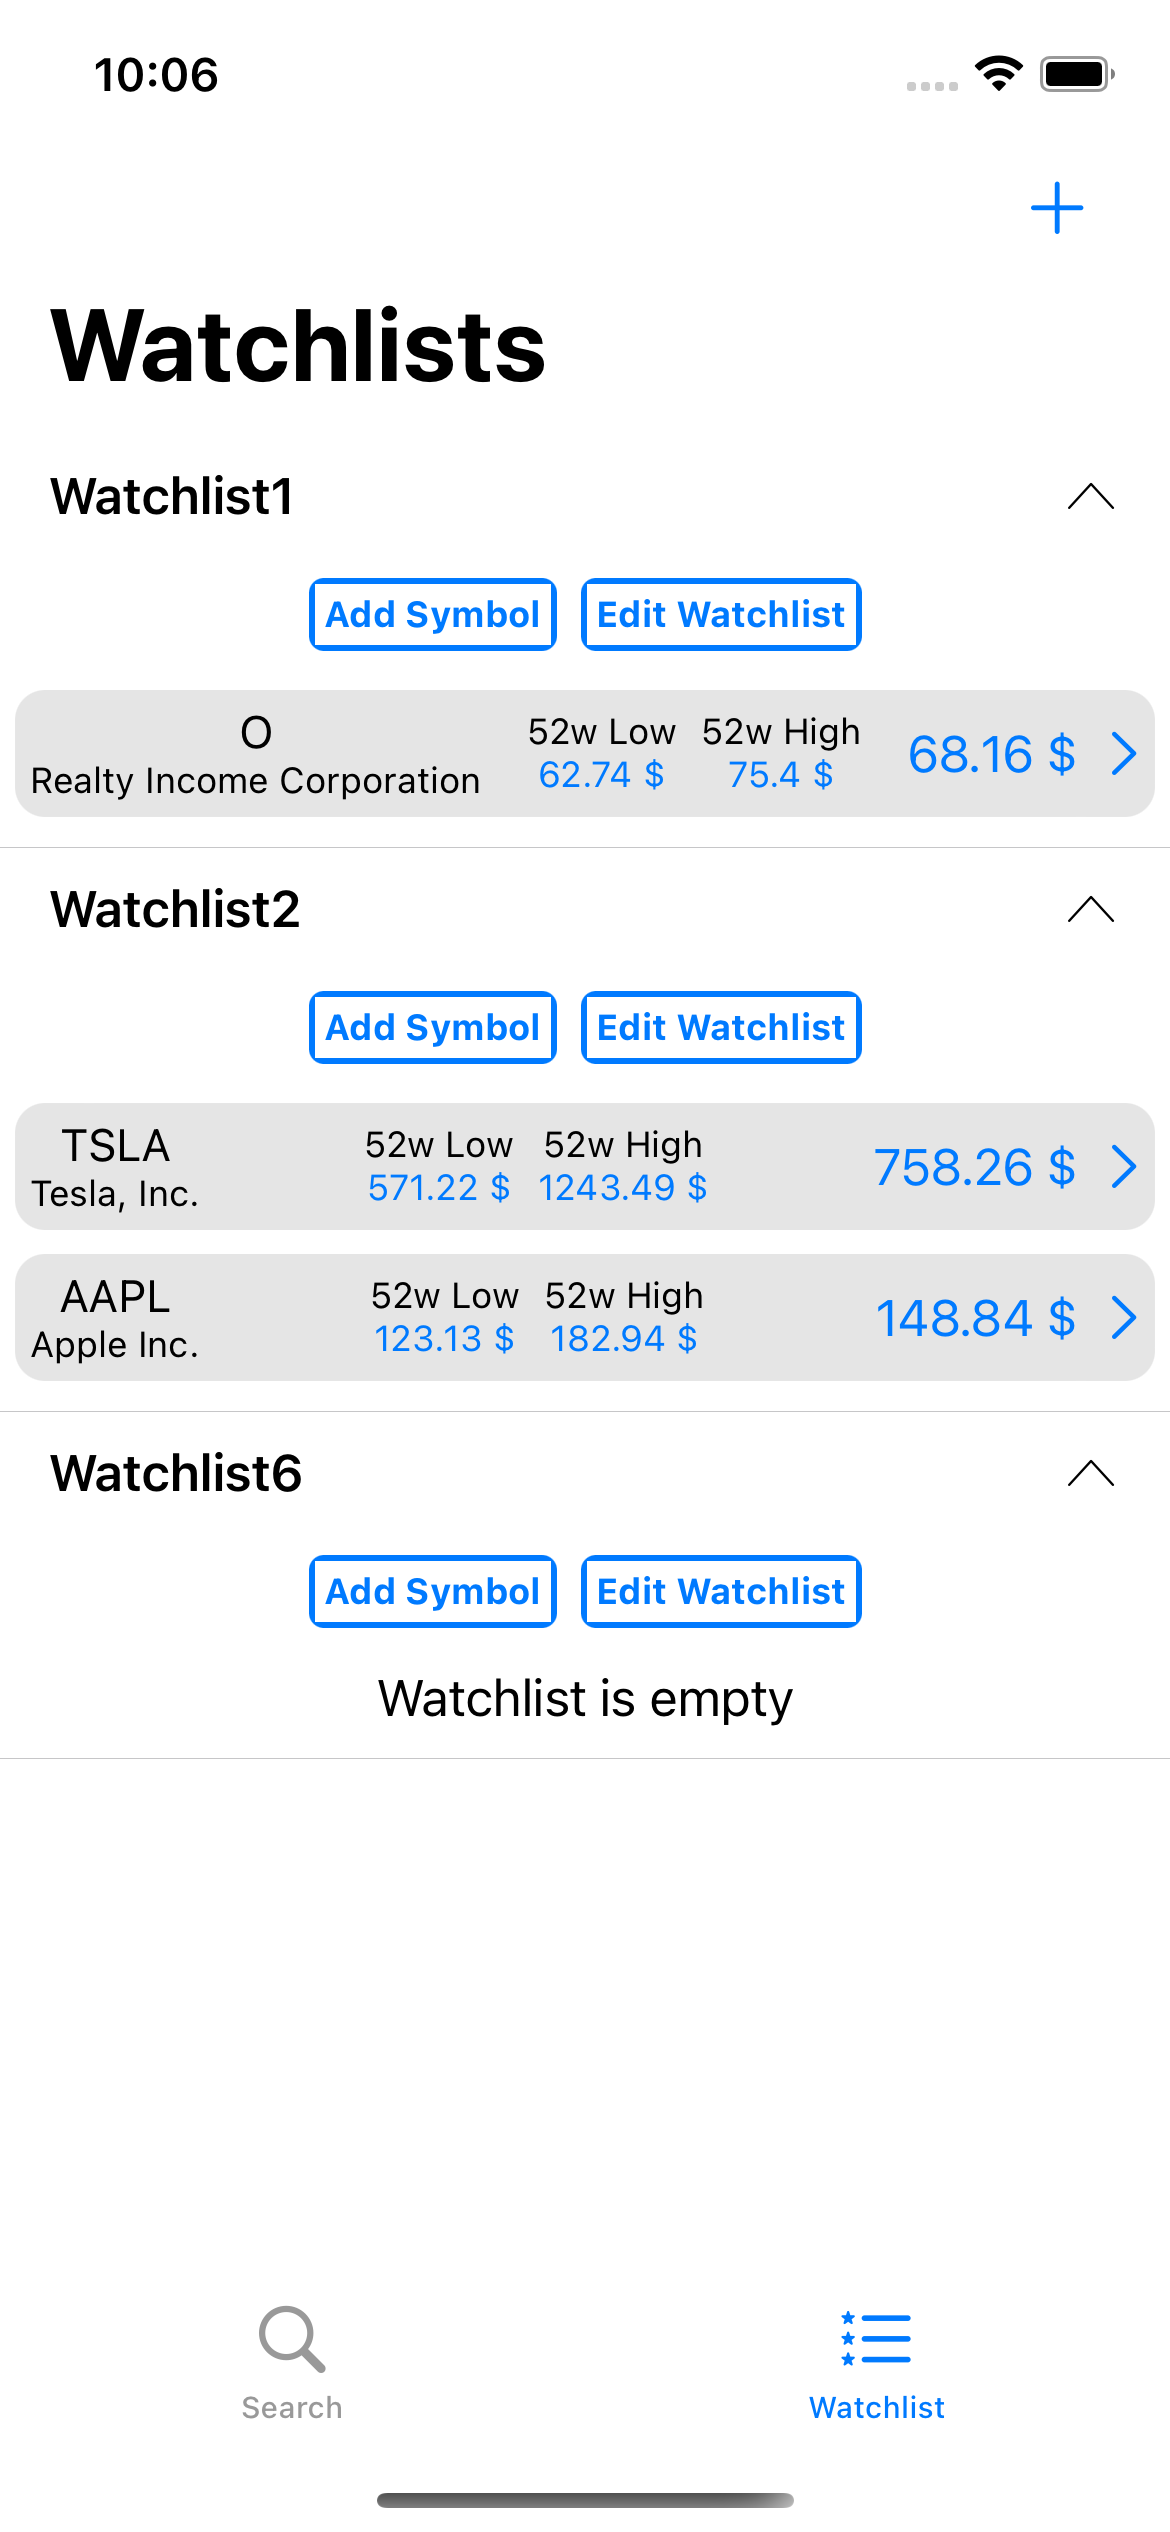 10:06
Watchlists
Watchlist1
Add Symbol Edit Watchlist
O 52w Low 52w High 68.16 $
Realty Income Corporation 62.74 $ 75.4 $
Watchlist2
Add Symbol Edit Watchlist
TSLA 52w Low 52w High 758.26 $
Tesla, Inc. 571.22 $ 1243.49 $
AAPL 52w Low 52w High 148.84 $
Apple Inc. 123.13 $ 182.94 $
Watchlist6
Add Symbol Edit Watchlist
Watchlist is empty
Search Watchlist